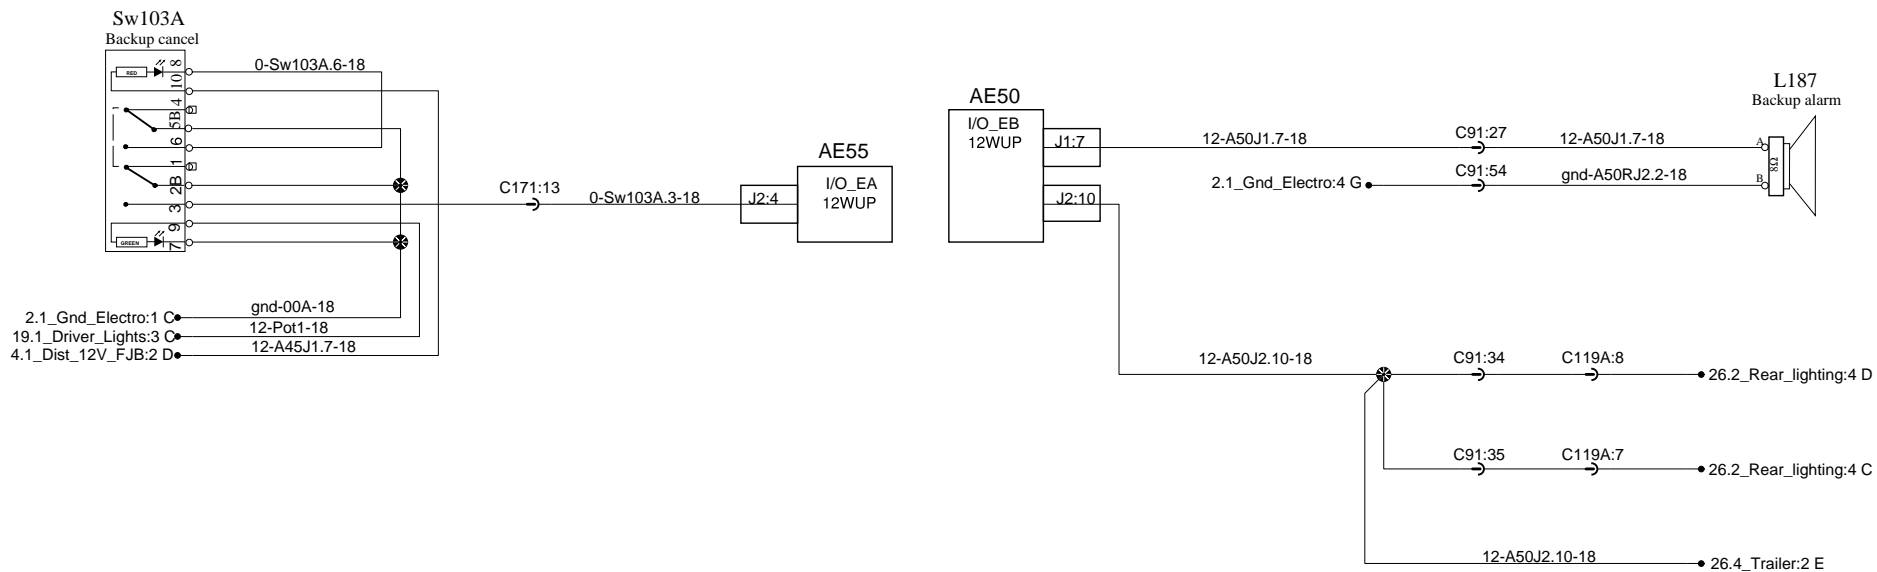 Sw103A
Backup cancel
RED
8
10
4
5B
6
1
2B
3
9
7
GREEN
0-Sw103A.6-18
2.1_Gnd_Electro:1 C
gnd-00A-18
19.1_Driver_Lights:3 C
12-Pot1-18
4.1_Dist_12V_FJB:2 D
12-A45J1.7-18
C171:13
0-Sw103A.3-18
AE55
J2:4
I/O_EA
12WUP
AE50
I/O_EB
12WUP
J1:7
J2:10
12-A50J1.7-18
C91:27
12-A50J1.7-18
L187
Backup alarm
A
B
8Ω
2.1_Gnd_Electro:4 G
C91:54
gnd-A50RJ2.2-18
12-A50J2.10-18
C91:34
C119A:8
26.2_Rear_lighting:4 D
C91:35
C119A:7
26.2_Rear_lighting:4 C
12-A50J2.10-18
26.4_Trailer:2 E